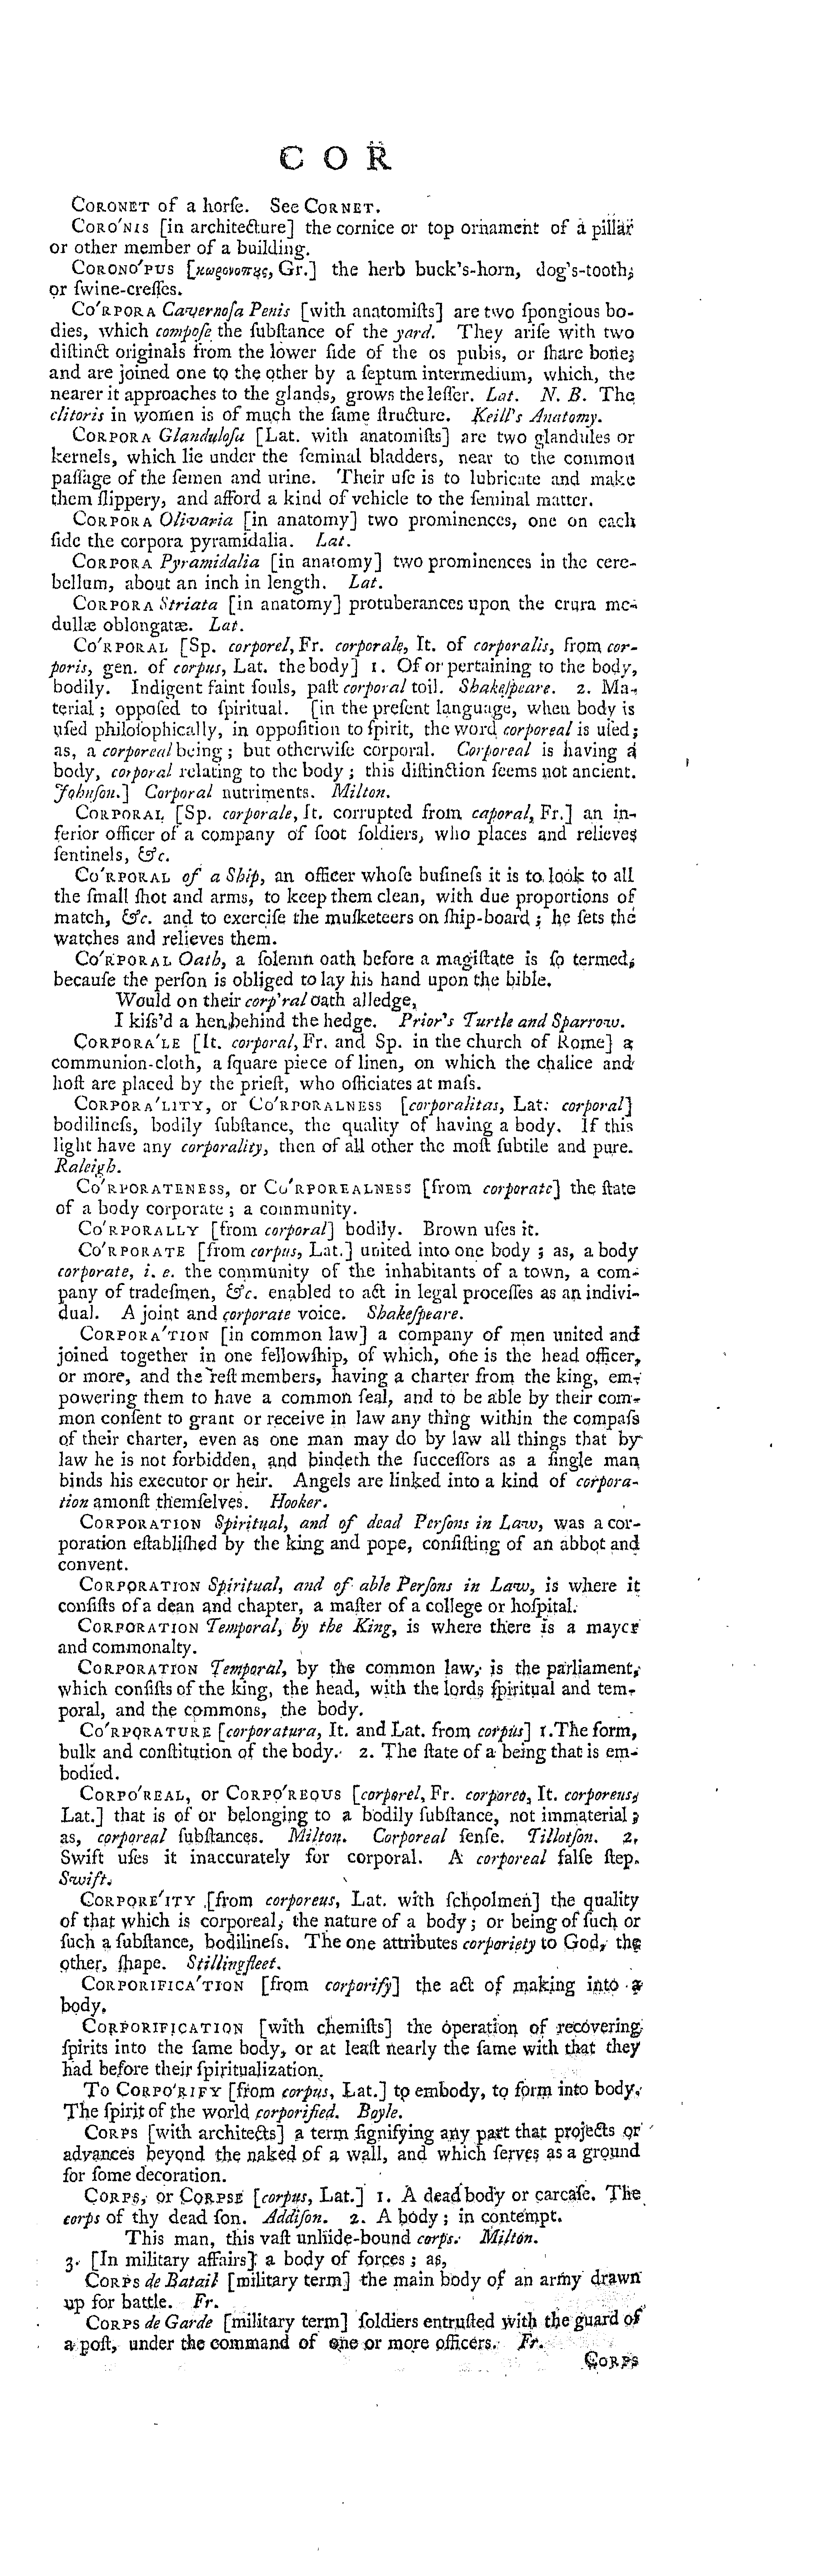 C O R
CORONET of a horſe. See CORNET.
CORO'NIS [in architecture] the cornice or top ornament of a pillar
or other member of a building.
CORONO'PUS [κωρονοπης, Gr.] the herb buck's-horn, dog's-tooth,
or ſwine-creſſes.
CO'RPORA Cavernoſa Penis [with anatomiſts] are two ſpongious bo-
dies, which compoſe the ſubſtance of the yard. They ariſe with two
diſtinct originals from the lower ſide of the os pubis, or ſhare bone;
and are joined one to the other by a ſeptum intermedium, which, the
nearer it approaches to the glands, grows the leſſer. Lat. N. B. The
clitoris in women is of much the ſame ſtructure. Keill's Anatomy.
CORPORA Glanduloſa [Lat. with anatomiſts] are two glandules or
kernels, which lie under the ſeminal bladders, near to the common
paſſage of the ſemen and urine. Their uſe is to lubricate and make
them ſlippery, and afford a kind of vehicle to the ſeminal matter.
CORPORA Olivaria [in anatomy] two prominences, one on each
ſide the corpora pyramidalia. Lat.
CORPORA Pyramidalia [in anatomy] two prominences in the cere-
bellum, about an inch in length. Lat.
CORPORA Striata [in anatomy] protuberances upon the crura me-
dullæ oblongatæ. Lat.
CO'RPORAL [Sp. corporel, Fr. corporale, It. of corporalis, from cor-
poris, gen. of corpus, Lat. the body] 1. Of or pertaining to the body,
bodily. Indigent faint ſouls, paſt corporal toil. Shakeſpeare. 2. Ma-
terial; oppoſed to ſpiritual. [in the preſent language, when body is
uſed philoſophically, in oppoſition to ſpirit, the word corporeal is uſed;
as, a corporeal being; but otherwiſe corporal. Corporeal is having a
body, corporal relating to the body; this diſtinction ſeems not ancient.
Johnſon.] Corporal nutriments. Milton.
CORPORAL [Sp. corporale, It. corrupted from caporal, Fr.] an in-
ferior officer of a company of foot ſoldiers, who places and relieves
ſentinels, &c.
CO'RPORAL of a Ship, an officer whoſe buſineſs it is to look to all
the ſmall ſhot and arms, to keep them clean, with due proportions of
match, &c. and to exerciſe the muſketeers on ſhip-board; he ſets the
watches and relieves them.
CO'RPORAL Oath, a ſolemn oath before a magiſtate is ſo termed,
becauſe the perſon is obliged to lay his hand upon the bible.
Would on their corp'ral oath alledge,
I kiſs'd a hen behind the hedge. Prior's Turtle and Sparrow.
CORPORA'LE [It. corporal, Fr. and Sp. in the church of Rome] a
communion-cloth, a ſquare piece of linen, on which the chalice and
hoſt are placed by the prieſt, who officiates at maſs.
CORPORA'LITY, or CO'RPORALNESS [corporalitas, Lat. corporal]
bodilineſs, bodily ſubſtance, the quality of having a body. If this
light have any corporality, then of all other the moſt ſubtile and pure.
Raleigh.
CO'RPORATENESS, or CO'RPOREALNESS [from corporate] the ſtate
of a body corporate; a community.
CO'RPORALLY [from corporal] bodily. Brown uſes it.
CO'RPORATE [from corpus, Lat.] united into one body; as, a body
corporate, i. e. the community of the inhabitants of a town, a com-
pany of tradeſmen, &c. enabled to act in legal proceſſes as an indivi-
dual. A joint and corporate voice. Shakeſpeare.
CORPORA'TION [in common law] a company of men united and
joined together in one fellowſhip, of which, one is the head officer,
or more, and the reſt members, having a charter from the king, em-
powering them to have a common ſeal, and to be able by their com-
mon conſent to grant or receive in law any thing within the compaſs
of their charter, even as one man may do by law all things that by
law he is not forbidden, and bindeth the ſucceſſors as a ſingle man
binds his executor or heir. Angels are linked into a kind of corpora-
tion amonſt themſelves. Hooker.
CORPORATION Spiritual, and of dead Perſons in Law, was a cor-
poration eſtabliſhed by the king and pope, conſiſting of an abbot and
convent.
CORPORATION Spiritual, and of able Perſons in Law, is where it
conſiſts of a dean and chapter, a maſter of a college or hoſpital.
CORPORATION Temporal, by the King, is where there is a mayor
and commonalty.
CORPORATION Temporal, by the common law, is the parliament,
which conſiſts of the king, the head, with the lords ſpiritual and tem-
poral, and the commons, the body.
CO'RPORATURE [corporatura, It. and Lat. from corpus] 1. The form,
bulk and conſtitution of the body. 2. The ſtate of a being that is em-
bodied.
CORPO'REAL, or CORPO'REOUS [corporel, Fr. corporeo, It. corporeus,
Lat.] that is of or belonging to a bodily ſubſtance, not immaterial;
as, corporeal ſubſtances. Milton. Corporeal ſenſe. Tillotſon. 2.
Swift uſes it inaccurately for corporal. A corporeal falſe ſtep.
Swift.
CORPORE'ITY [from corporeus, Lat. with ſchoolmen] the quality
of that which is corporeal, the nature of a body; or being of ſuch or
ſuch a ſubſtance, bodilineſs. The one attributes corporiety to God, the
other, ſhape. Stillingfleet.
CORPORIFICA'TION [from corporify] the act of making into a
body.
CORPORIFICATION [with chemiſts] the operation of recovering
ſpirits into the ſame body, or at leaſt nearly the ſame with that they
had before their ſpiritualization.
To CORPO'RIFY [from corpus, Lat.] to embody, to form into body.
The ſpirit of the world corporified. Boyle.
CORPS [with architects] a term ſignifying any part that projects or
advances beyond the naked of a wall, and which ſerves as a ground
for ſome decoration.
CORPS, or CORPSE [corpus, Lat.] 1. A dead body or carcaſe. The
corps of thy dead ſon. Addiſon. 2. A body; in contempt.
This man, this vaſt unhide-bound corps. Milton.
3. [In military affairs] a body of forces; as,
CORPS de Batail [military term] the main body of an army drawn
up for battle. Fr.
CORPS de Garde [military term] ſoldiers entruſted with the guard of
a poſt, under the command of one or more officers. Fr.
CORPS